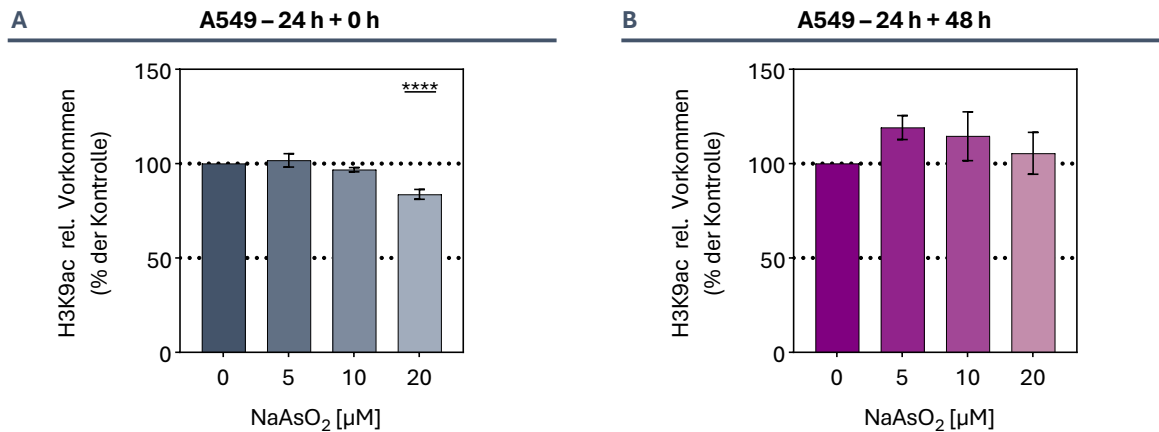 A
A549 – 24 h + 0 h
H3K9ac rel. Vorkommen
(% der Kontrolle)
150
100
50
0
****
0 5 10 20
NaAsO₂ [µM]
B
A549 – 24 h + 48 h
H3K9ac rel. Vorkommen
(% der Kontrolle)
150
100
50
0
0 5 10 20
NaAsO₂ [µM]